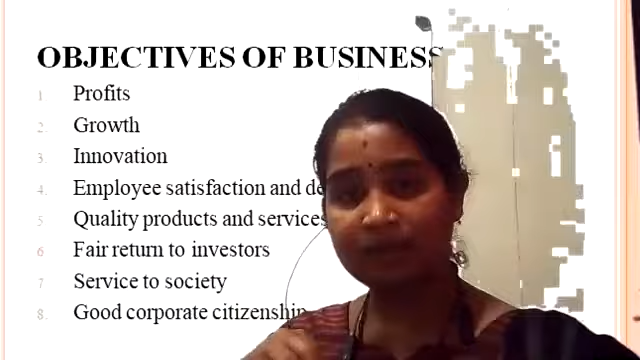 OBJECTIVES OF BUSINESS
1. Profits
2. Growth
3. Innovation
4. Employee satisfaction and
5. Quality products and services
6. Fair return to investors
7. Service to society
8. Good corporate citizenship